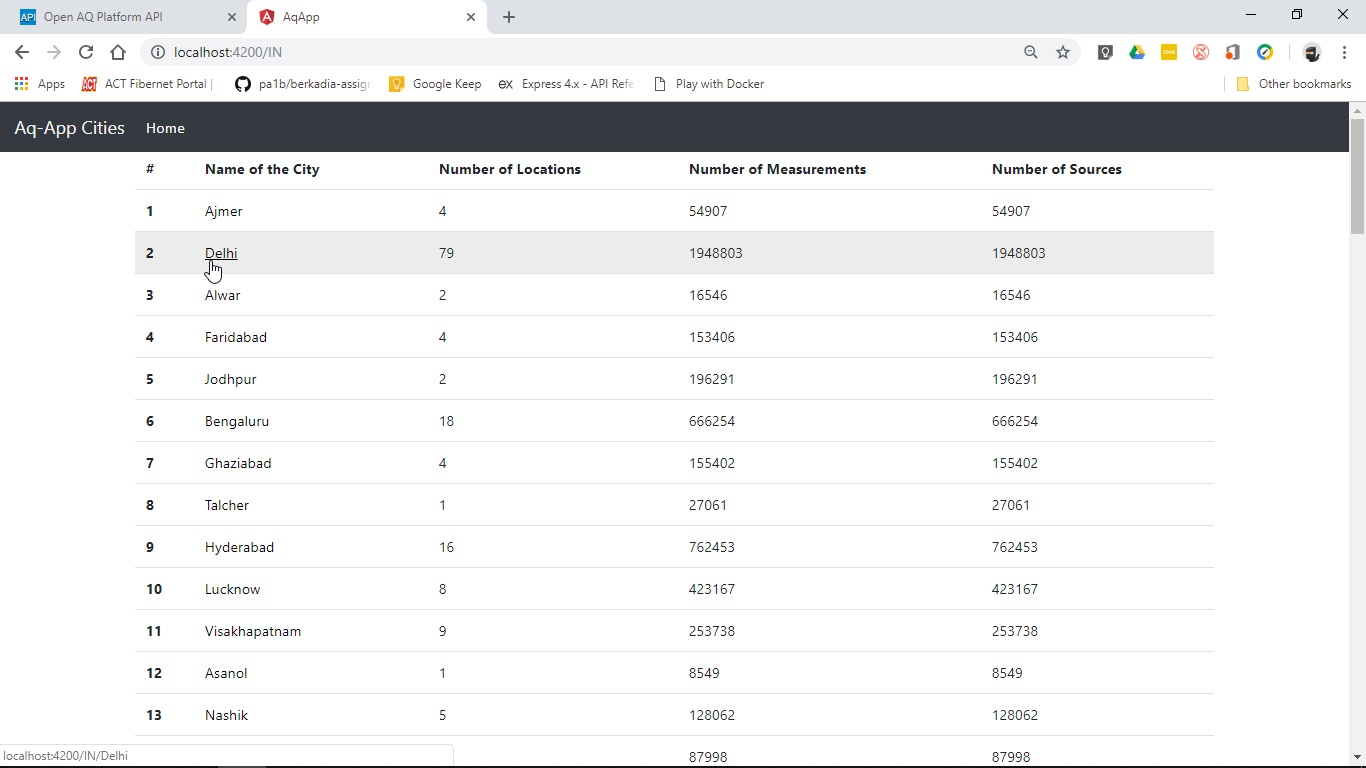 API Open AQ Platform API AqApp
localhost:4200/IN
Apps ACT ACT Fibernet Portal | pa1b/berkadia-assig Google Keep ex Express 4.x - API Refe Play with Docker Other bookmarks
Aq-App Cities Home
# Name of the City Number of Locations Number of Measurements Number of Sources
1 Ajmer 4 54907 54907
2 Delhi 79 1948803 1948803
3 Alwar 2 16546 16546
4 Faridabad 4 153406 153406
5 Jodhpur 2 196291 196291
6 Bengaluru 18 666254 666254
7 Ghaziabad 4 155402 155402
8 Talcher 1 27061 27061
9 Hyderabad 16 762453 762453
10 Lucknow 8 423167 423167
11 Visakhapatnam 9 253738 253738
12 Asanol 1 8549 8549
13 Nashik 5 128062 128062
87998 87998
localhost:4200/IN/Delhi